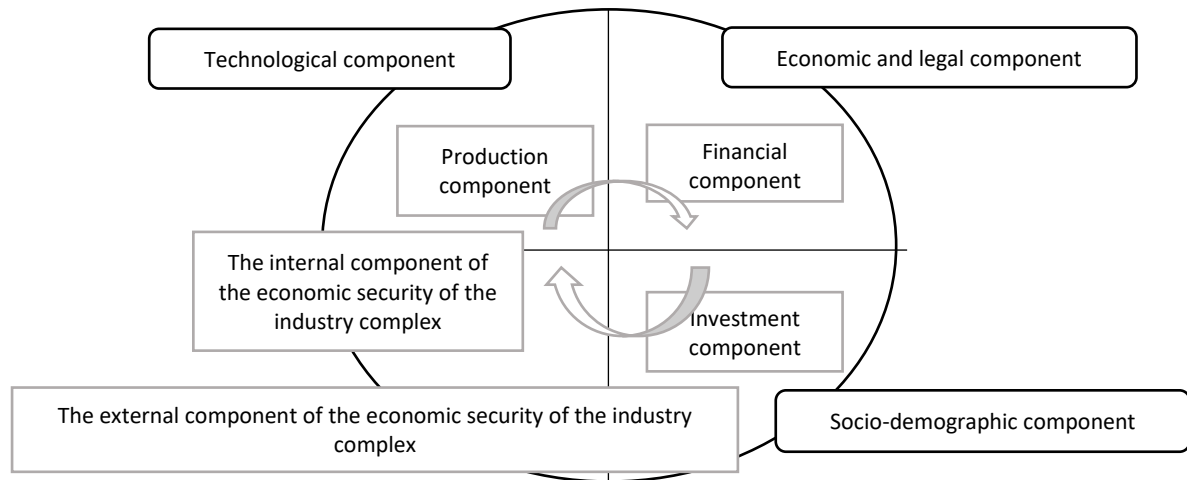 Technological component
Economic and legal component
Production
component
Financial
component
The internal component of
the economic security of the
industry complex
Investment
component
The external component of the economic security of the industry
complex
Socio-demographic component